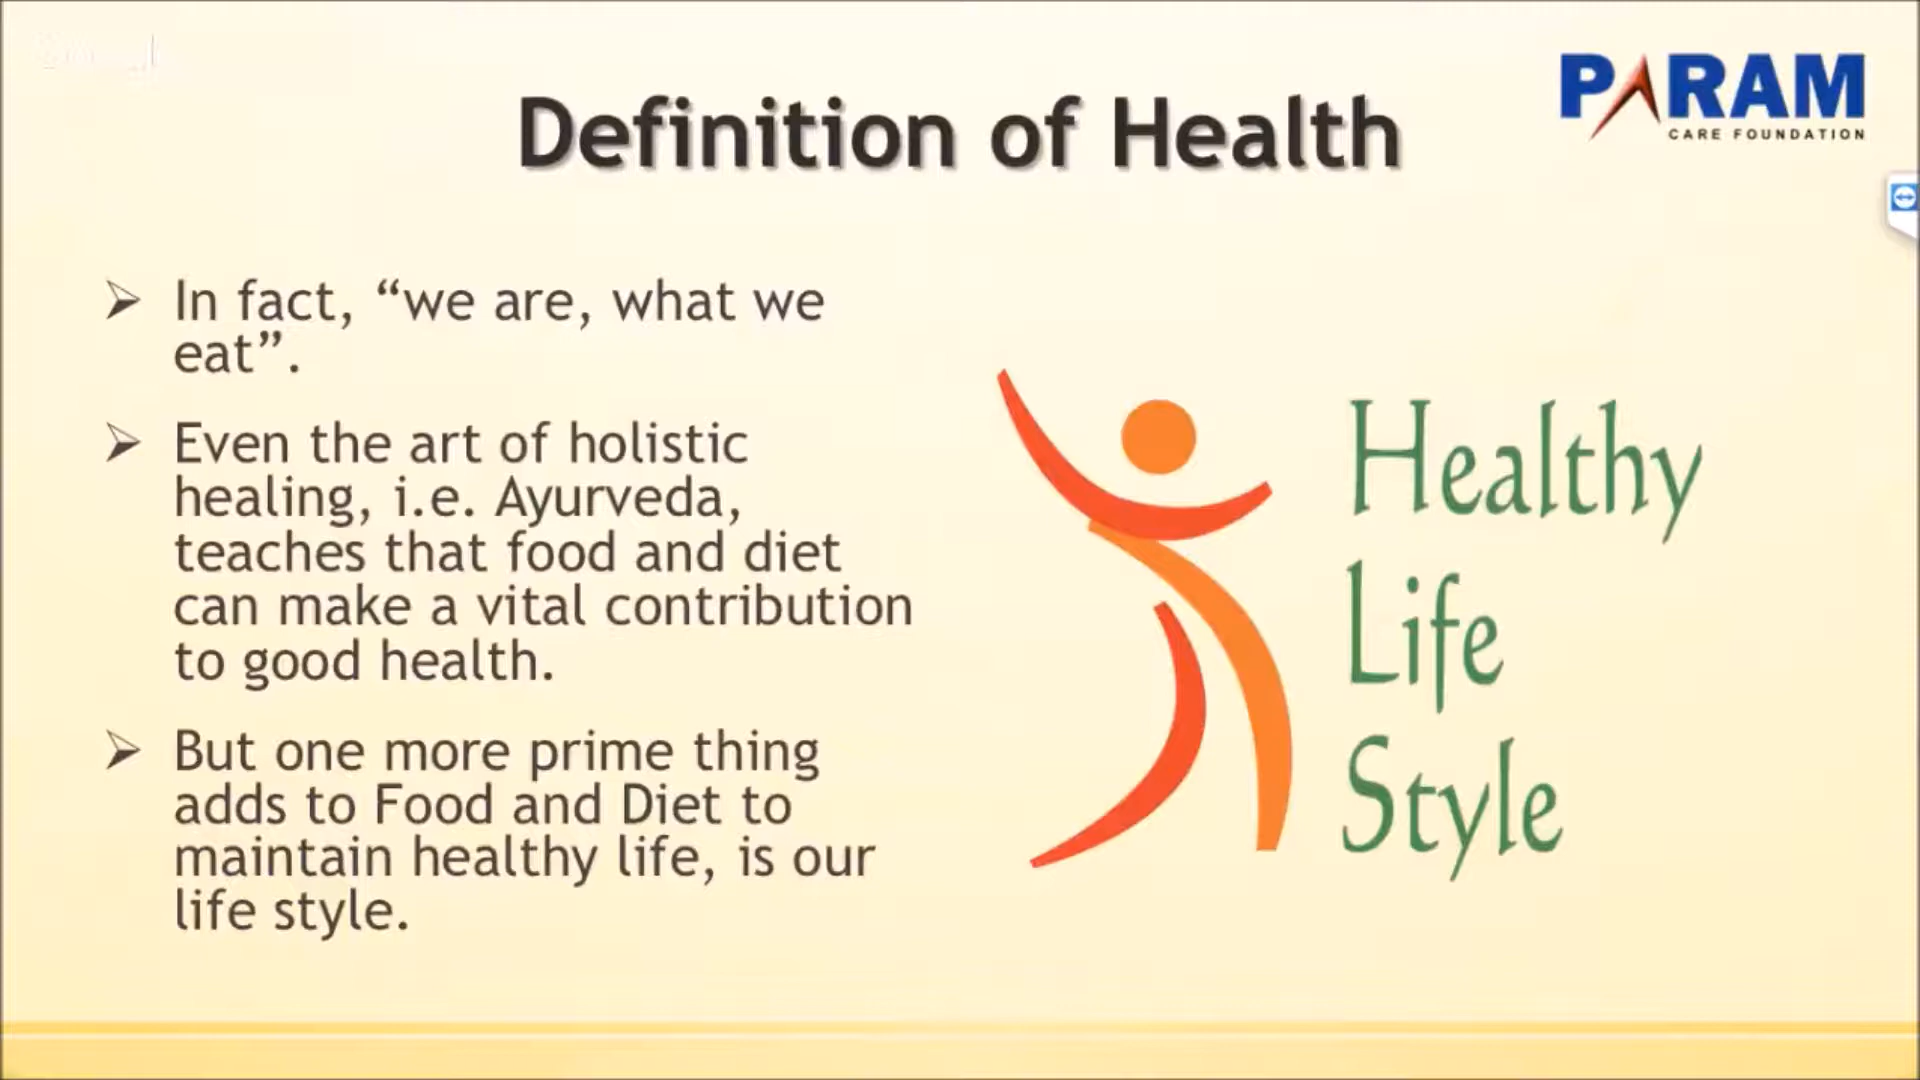 PARAM
CARE FOUNDATION
Definition of Health
➢ In fact, “we are, what we
eat”.
➢ Even the art of holistic
healing, i.e. Ayurveda,
teaches that food and diet
can make a vital contribution
to good health.
➢ But one more prime thing
adds to Food and Diet to
maintain healthy life, is our
life style.
Healthy
Life
Style